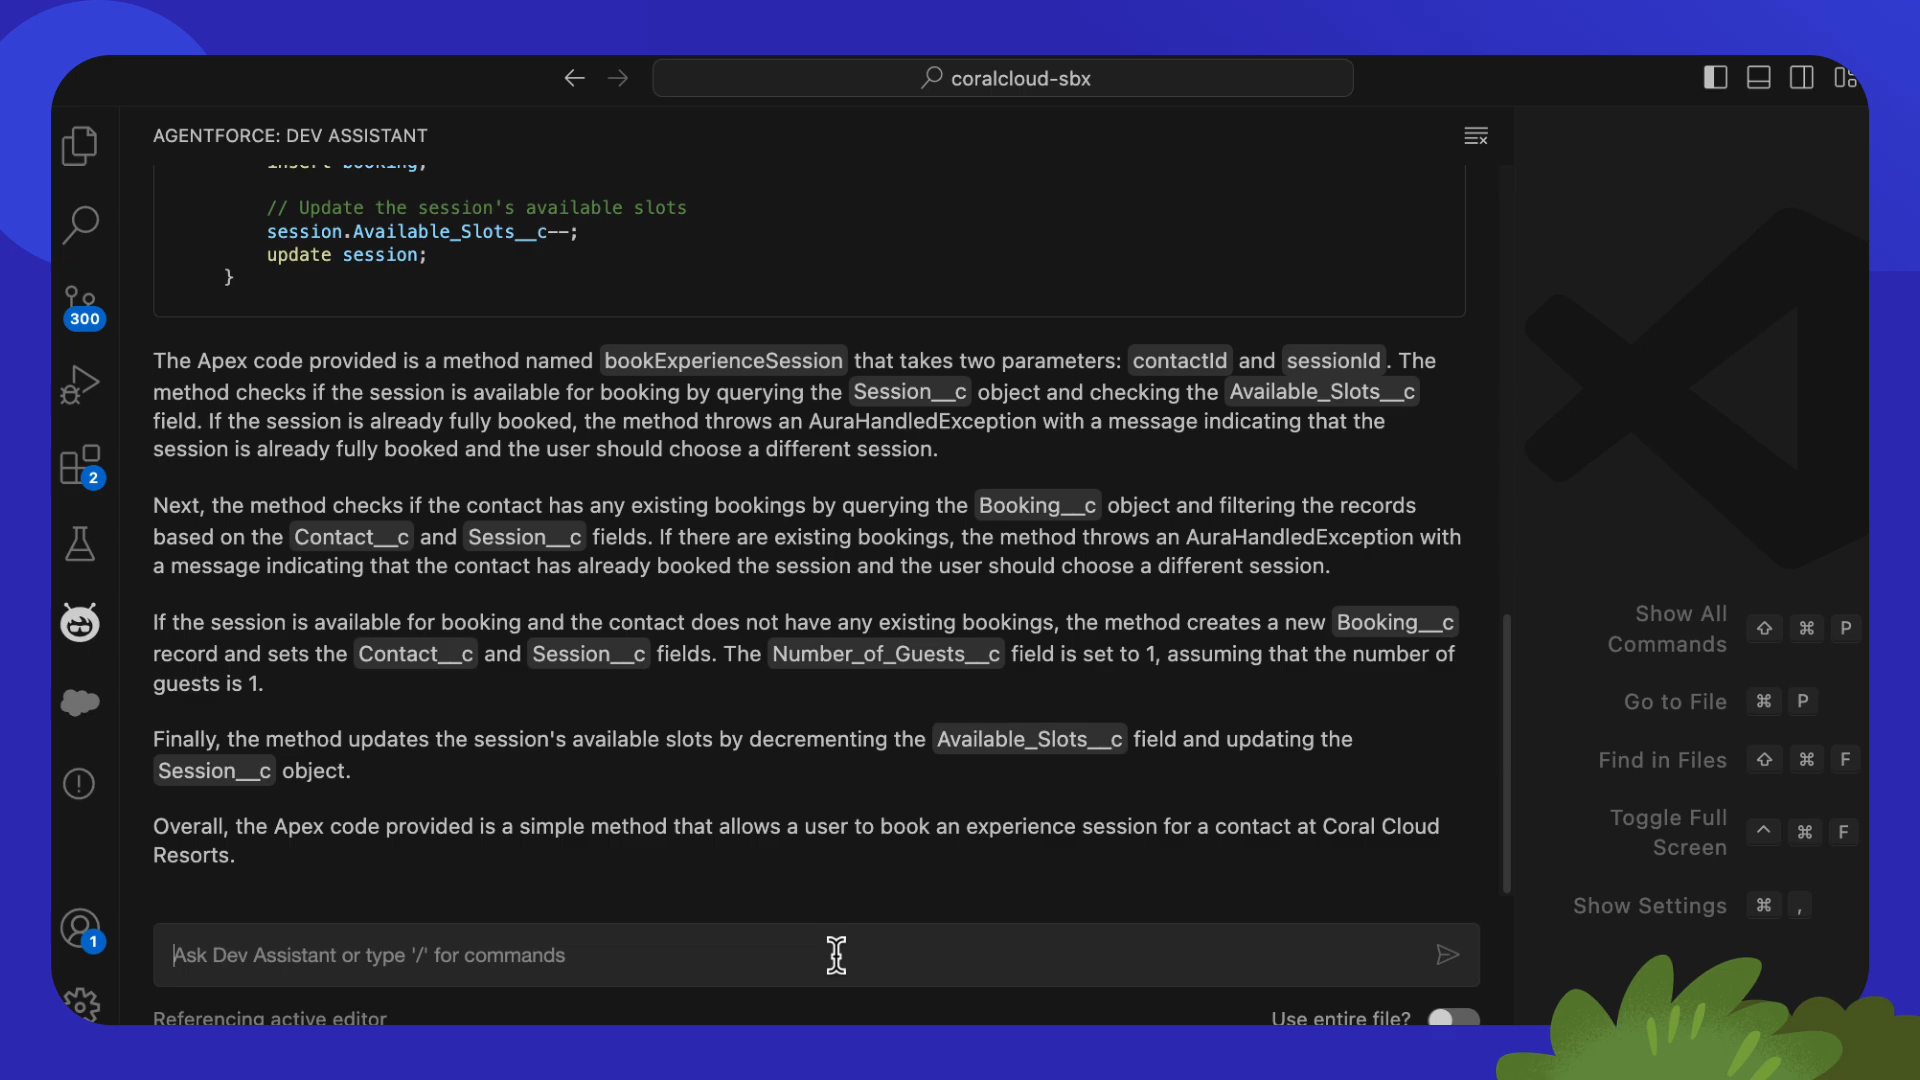 coralcloud-sbx
AGENTFORCE: DEV ASSISTANT
insert booking;
// Update the session's available slots
session.Available_Slots__c--;
update session;
}
300
2
1
The Apex code provided is a method named bookExperienceSession that takes two parameters: contactId and sessionId. The
method checks if the session is available for booking by querying the Session__c object and checking the Available_Slots__c
field. If the session is already fully booked, the method throws an AuraHandledException with a message indicating that the
session is already fully booked and the user should choose a different session.
Next, the method checks if the contact has any existing bookings by querying the Booking__c object and filtering the records
based on the Contact__c and Session__c fields. If there are existing bookings, the method throws an AuraHandledException with
a message indicating that the contact has already booked the session and the user should choose a different session.
If the session is available for booking and the contact does not have any existing bookings, the method creates a new Booking__c
record and sets the Contact__c and Session__c fields. The Number_of_Guests__c field is set to 1, assuming that the number of
guests is 1.
Finally, the method updates the session's available slots by decrementing the Available_Slots__c field and updating the
Session__c object.
Overall, the Apex code provided is a simple method that allows a user to book an experience session for a contact at Coral Cloud
Resorts.
Ask Dev Assistant or type '/' for commands
Referencing active editor
Use entire file?
Show All
Commands ⇧ ⌘ P
Go to File ⌘ P
Find in Files ⇧ ⌘ F
Toggle Full
Screen ^ ⌘ F
Show Settings ⌘ ,